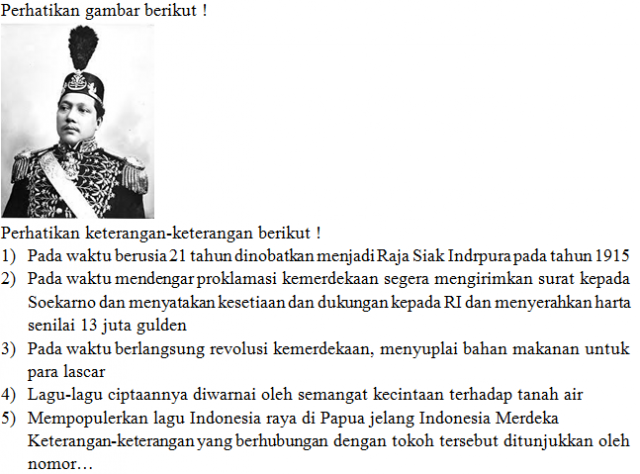 Perhatikan gambar berikut !
Perhatikan keterangan-keterangan berikut !
1) Pada waktu berusia 21 tahun dinobatkan menjadi Raja Siak Indrpura pada tahun 1915
2) Pada waktu mendengar proklamasi kemerdekaan segera mengirimkan surat kepada
Soekarno dan menyatakan kesetiaan dan dukungan kepada RI dan menyerahkan harta
senilai 13 juta gulden
3) Pada waktu berlangsung revolusi kemerdekaan, menyuplai bahan makanan untuk
para lascar
4) Lagu-lagu ciptaannya diwarnai oleh semangat kecintaan terhadap tanah air
5) Mempopulerkan lagu Indonesia raya di Papua jelang Indonesia Merdeka
Keterangan-keterangan yang berhubungan dengan tokoh tersebut ditunjukkan oleh
nomor…